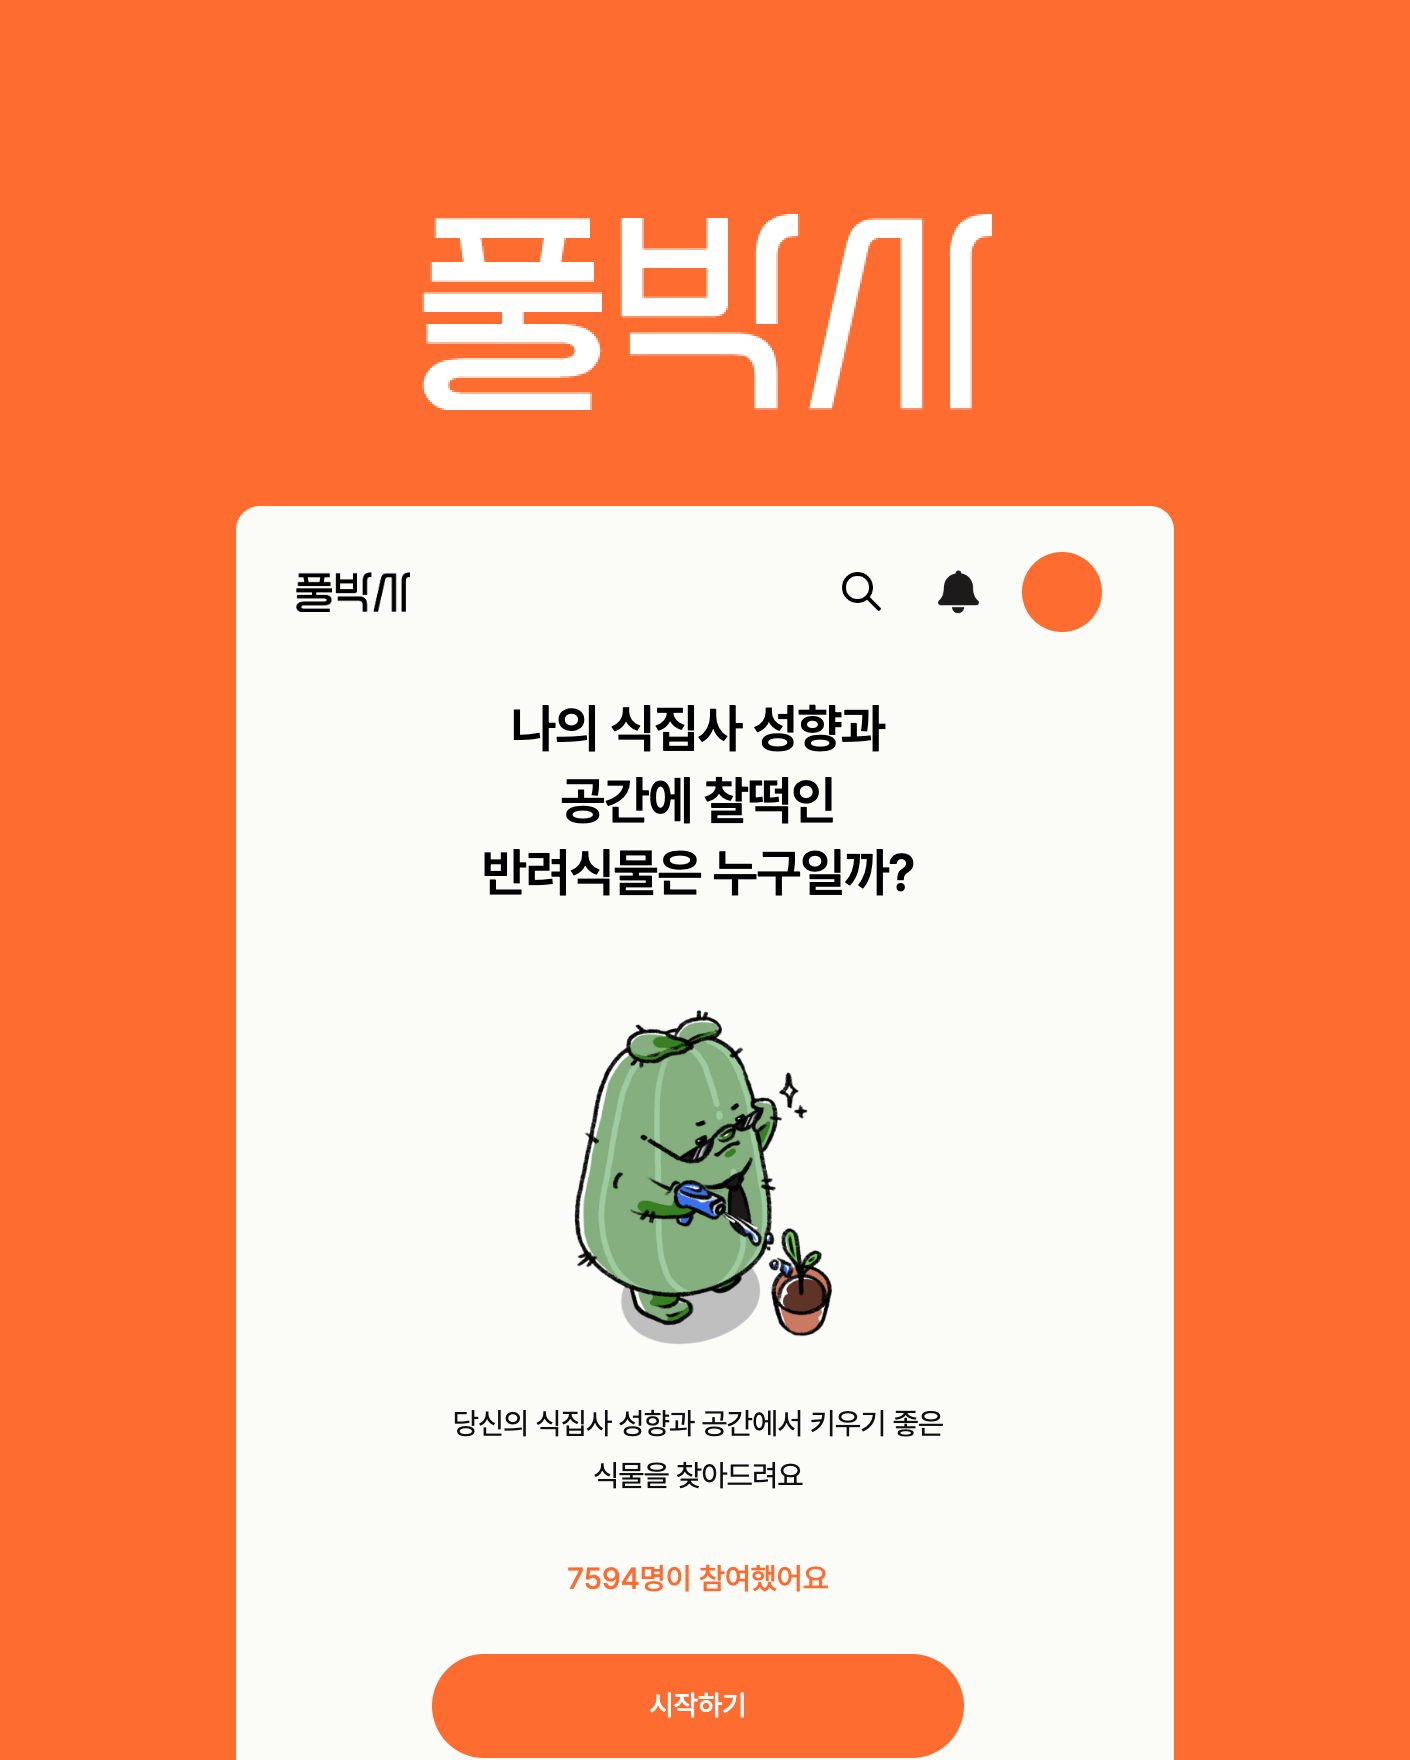 풀박사
풀박사
나의 식집사 성향과
공간에 찰떡인
반려식물은 누구일까?
당신의 식집사 성향과 공간에서 키우기 좋은
식물을 찾아드려요
7594명이 참여했어요
시작하기